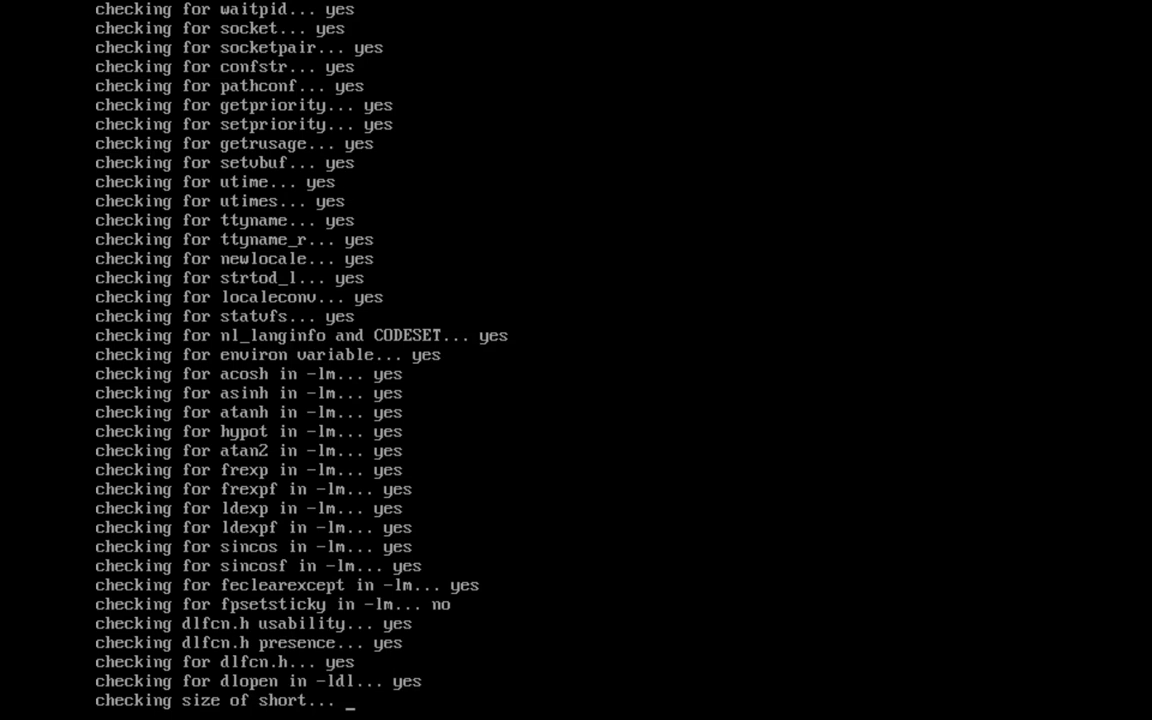 checking for waitpid... yes
checking for socket... yes
checking for socketpair... yes
checking for confstr... yes
checking for pathconf... yes
checking for getpriority... yes
checking for setpriority... yes
checking for getrusage... yes
checking for setvbuf... yes
checking for utime... yes
checking for utimes... yes
checking for ttyname... yes
checking for ttyname_r... yes
checking for newlocale... yes
checking for strtod_l... yes
checking for localeconv... yes
checking for statvfs... yes
checking for nl_langinfo and CODESET... yes
checking for environ variable... yes
checking for acosh in -lm... yes
checking for asinh in -lm... yes
checking for atanh in -lm... yes
checking for hypot in -lm... yes
checking for atan2 in -lm... yes
checking for frexp in -lm... yes
checking for frexpf in -lm... yes
checking for ldexp in -lm... yes
checking for ldexpf in -lm... yes
checking for sincos in -lm... yes
checking for sincosf in -lm... yes
checking for feclearexcept in -lm... yes
checking for fpsetsticky in -lm... no
checking dlfcn.h usability... yes
checking dlfcn.h presence... yes
checking for dlfcn.h... yes
checking for dlopen in -ldl... yes
checking size of short... _